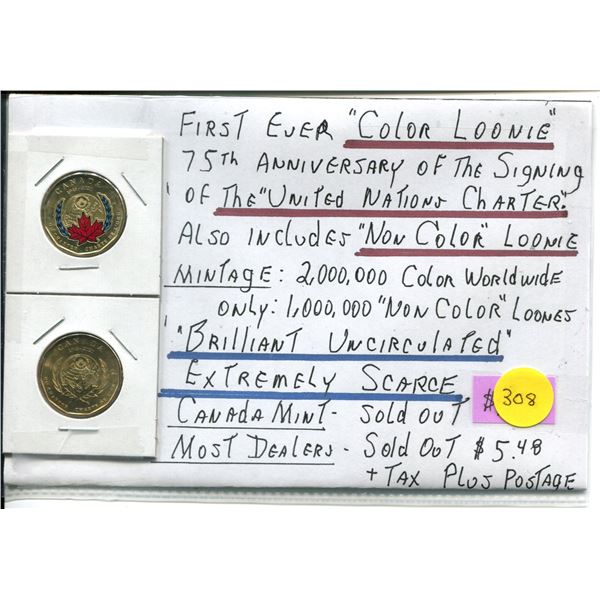 FIRST EVER "COLOR LOONIE"
75TH ANNIVERSARY OF THE SIGNING
OF THE "UNITED NATIONS CHARTER."
ALSO INCLUDES "NON COLOR" LOONIE
MINTAGE: 2,000,000 COLOR WORLDWIDE
ONLY: 1,000,000 "NON COLOR" LOONES
"BRILLIANT UNCIRCULATED"
EXTREMELY SCARCE
$ 308
CANADA MINT - SOLD OUT
MOST DEALERS - SOLD OUT $5.48
+ TAX PLUS POSTAGE
CANADA
CANADA